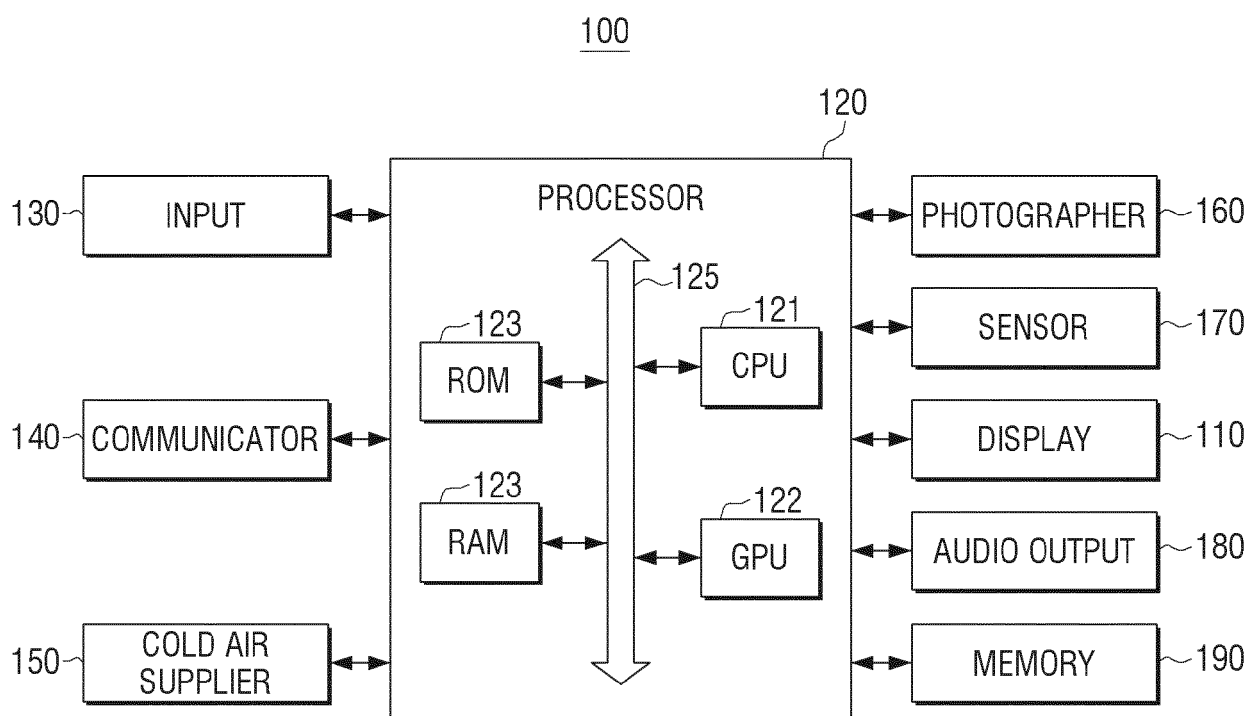 100
120
PROCESSOR
130
INPUT
140
COMMUNICATOR
150
COLD AIR
SUPPLIER
125
123
ROM
123
RAM
121
CPU
122
GPU
PHOTOGRAPHER
160
SENSOR
170
DISPLAY
110
AUDIO OUTPUT
180
MEMORY
190